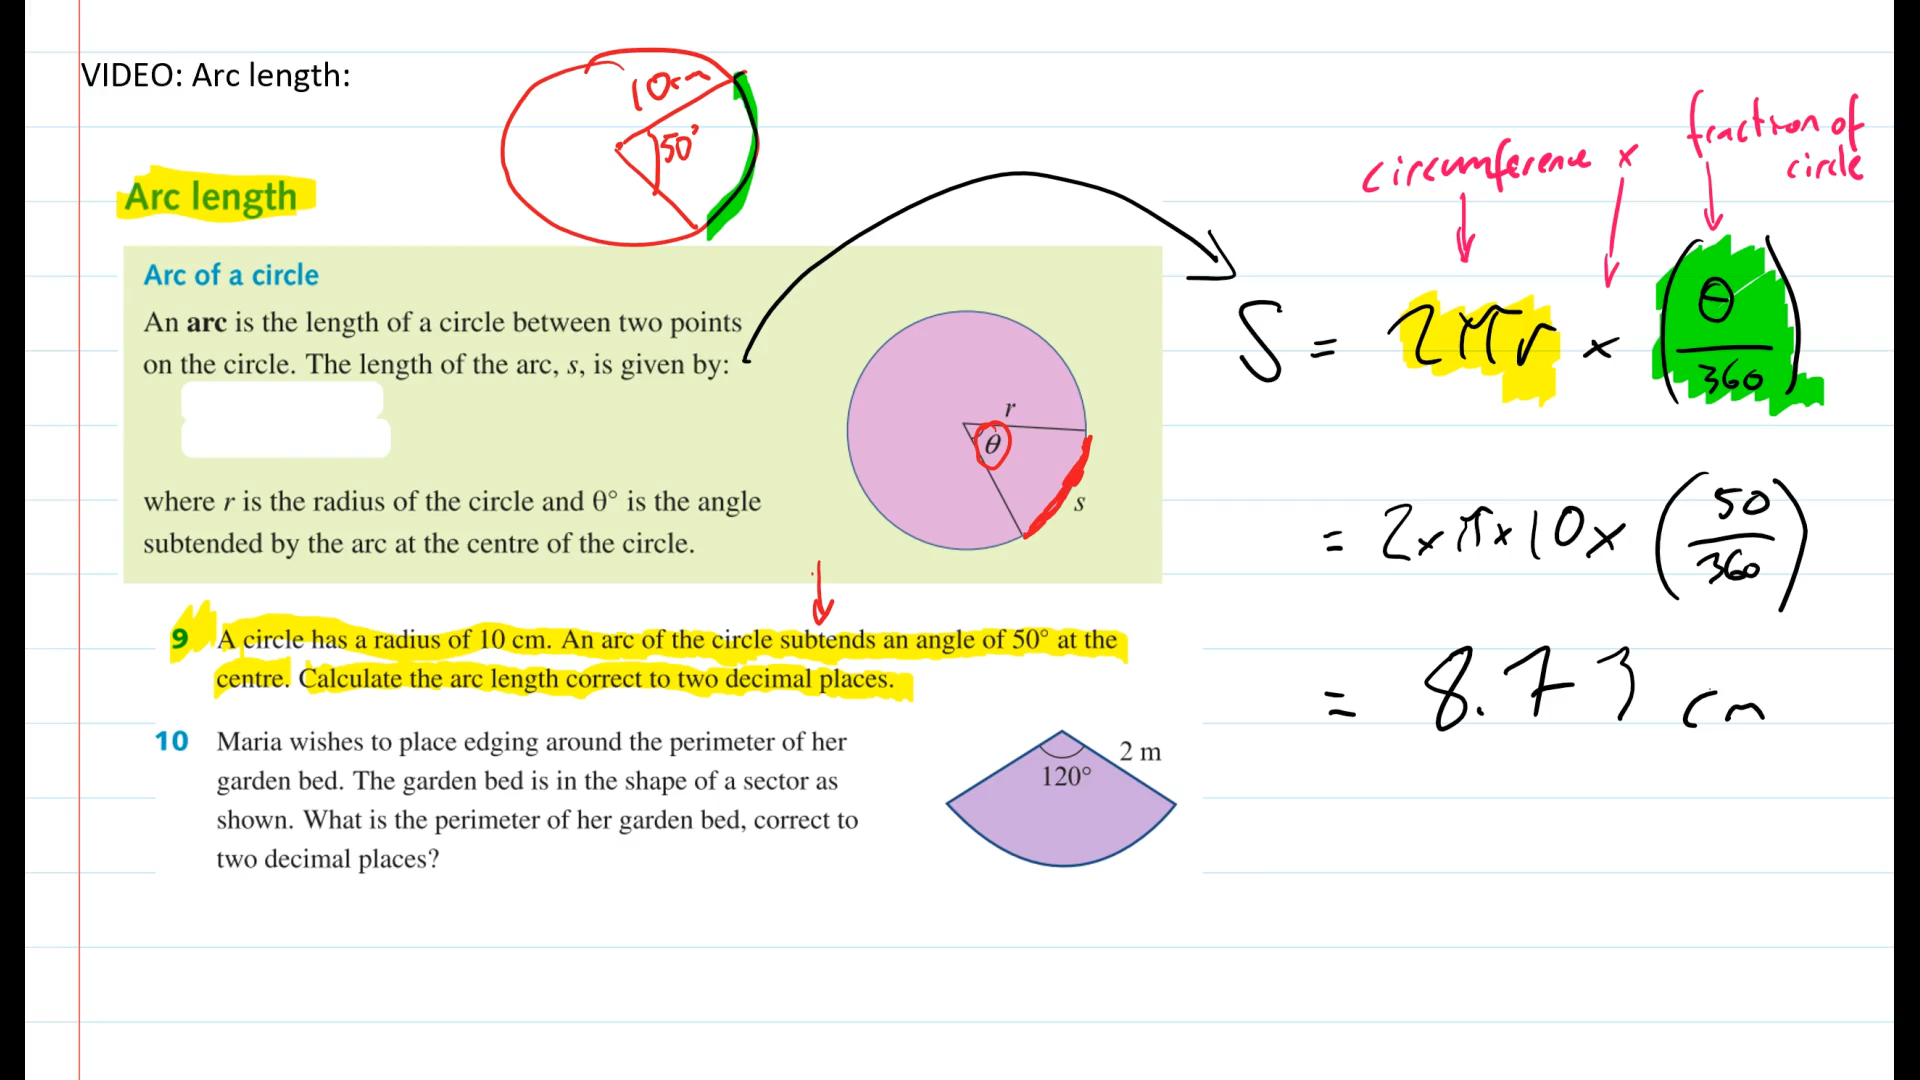 VIDEO: Arc length:
10cm
50°
Arc length
circumference × fraction of circle
Arc of a circle
An arc is the length of a circle between two points
on the circle. The length of the arc, s, is given by:
r
θ
s
where r is the radius of the circle and θ° is the angle
subtended by the arc at the centre of the circle.
S = 2πr × (θ/360)
= 2×π×10×(50/360)
= 8.73 cm
9 A circle has a radius of 10 cm. An arc of the circle subtends an angle of 50° at the
centre. Calculate the arc length correct to two decimal places.
10 Maria wishes to place edging around the perimeter of her
garden bed. The garden bed is in the shape of a sector as
shown. What is the perimeter of her garden bed, correct to
two decimal places?
2 m
120°